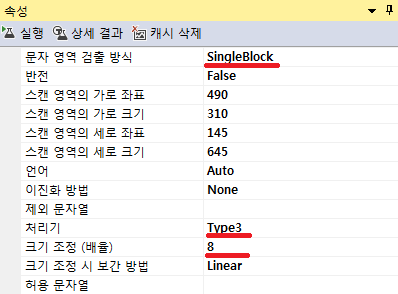 속성
실행 상세 결과 캐시 삭제
문자 영역 검출 방식 SingleBlock
반전 False
스캔 영역의 가로 좌표 490
스캔 영역의 가로 크기 310
스캔 영역의 세로 좌표 145
스캔 영역의 세로 크기 645
언어 Auto
이진화 방법 None
제외 문자열
처리기 Type3
크기 조정 (배율) 8
크기 조정 시 보간 방법 Linear
허용 문자열